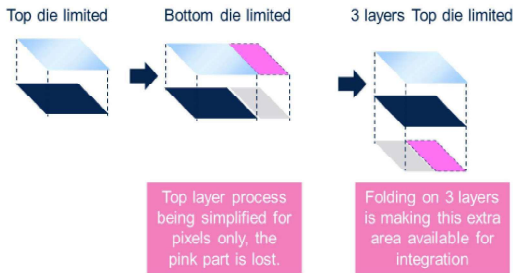 Top die limited
Bottom die limited
3 layers Top die limited
Top layer process
being simplified for
pixels only, the
pink part is lost.
Folding on 3 layers
is making this extra
area available for
integration